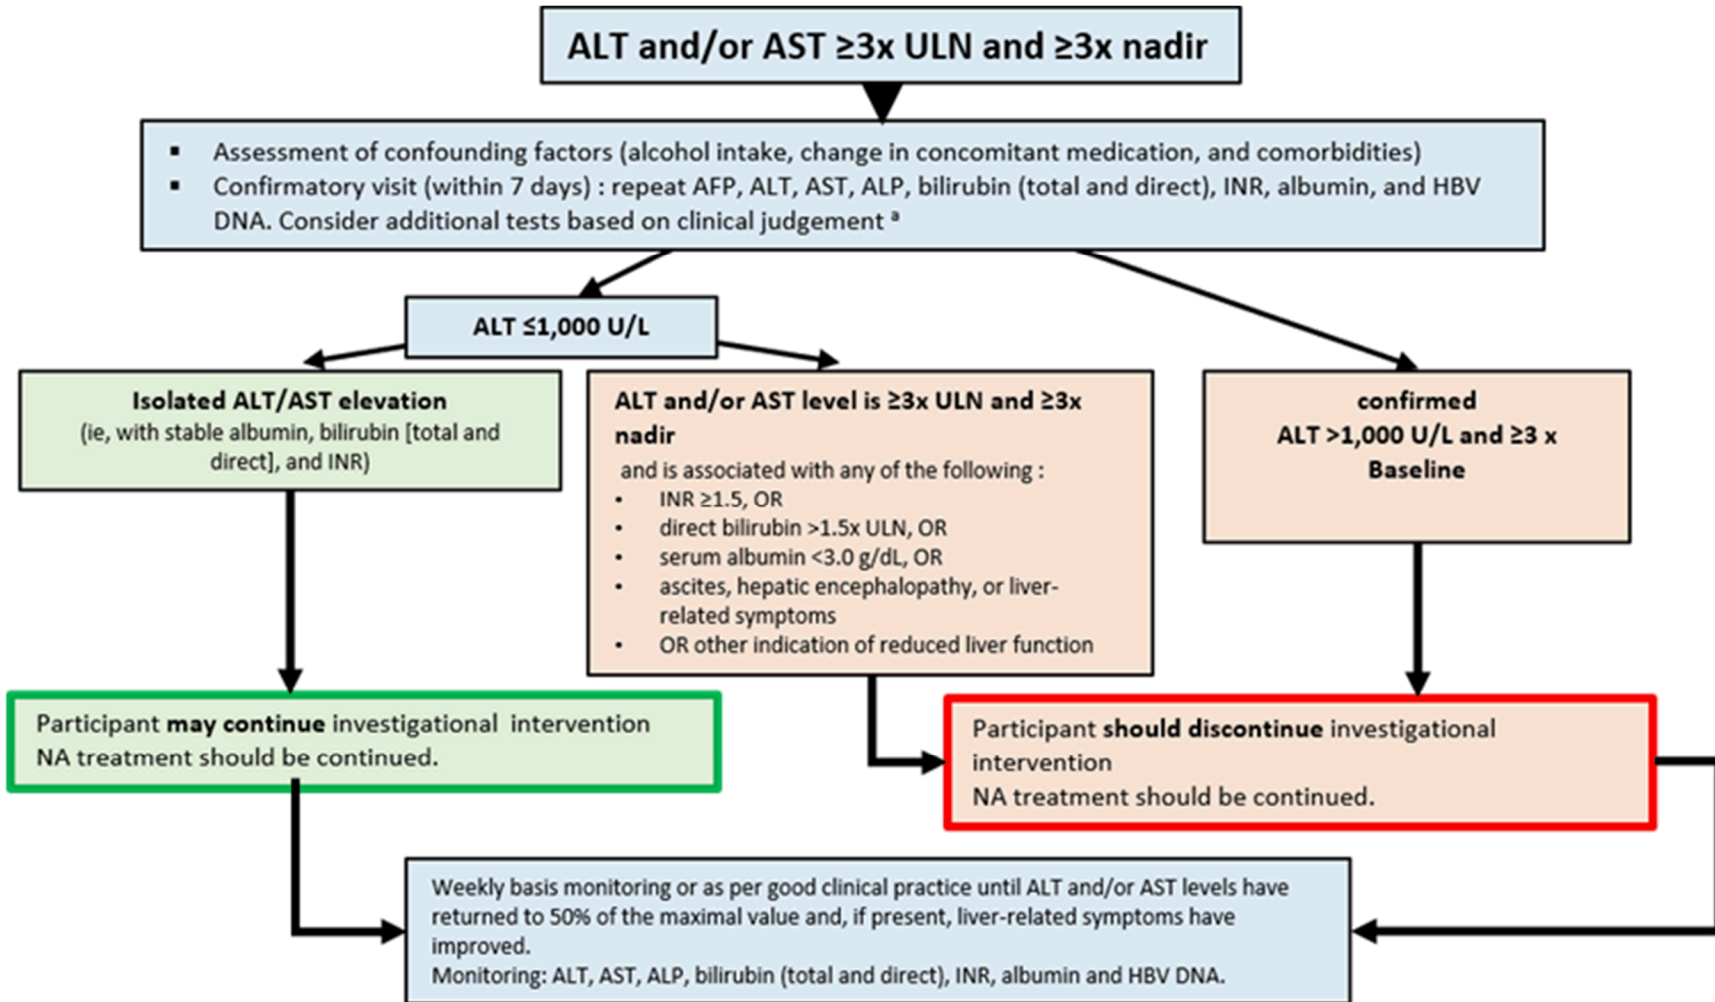 ALT and/or AST ≥3x ULN and ≥3x nadir
▪ Assessment of confounding factors (alcohol intake, change in concomitant medication, and comorbidities)
▪ Confirmatory visit (within 7 days) : repeat AFP, ALT, AST, ALP, bilirubin (total and direct), INR, albumin, and HBV
DNA. Consider additional tests based on clinical judgement ᵃ
ALT ≤1,000 U/L
Isolated ALT/AST elevation
(ie, with stable albumin, bilirubin [total and
direct], and INR)
ALT and/or AST level is ≥3x ULN and ≥3x
nadir
and is associated with any of the following :
• INR ≥1.5, OR
• direct bilirubin >1.5x ULN, OR
• serum albumin <3.0 g/dL, OR
• ascites, hepatic encephalopathy, or liver-
related symptoms
• OR other indication of reduced liver function
confirmed
ALT >1,000 U/L and ≥3 x
Baseline
Participant may continue investigational intervention
NA treatment should be continued.
Participant should discontinue investigational
intervention
NA treatment should be continued.
Weekly basis monitoring or as per good clinical practice until ALT and/or AST levels have
returned to 50% of the maximal value and, if present, liver-related symptoms have
improved.
Monitoring: ALT, AST, ALP, bilirubin (total and direct), INR, albumin and HBV DNA.